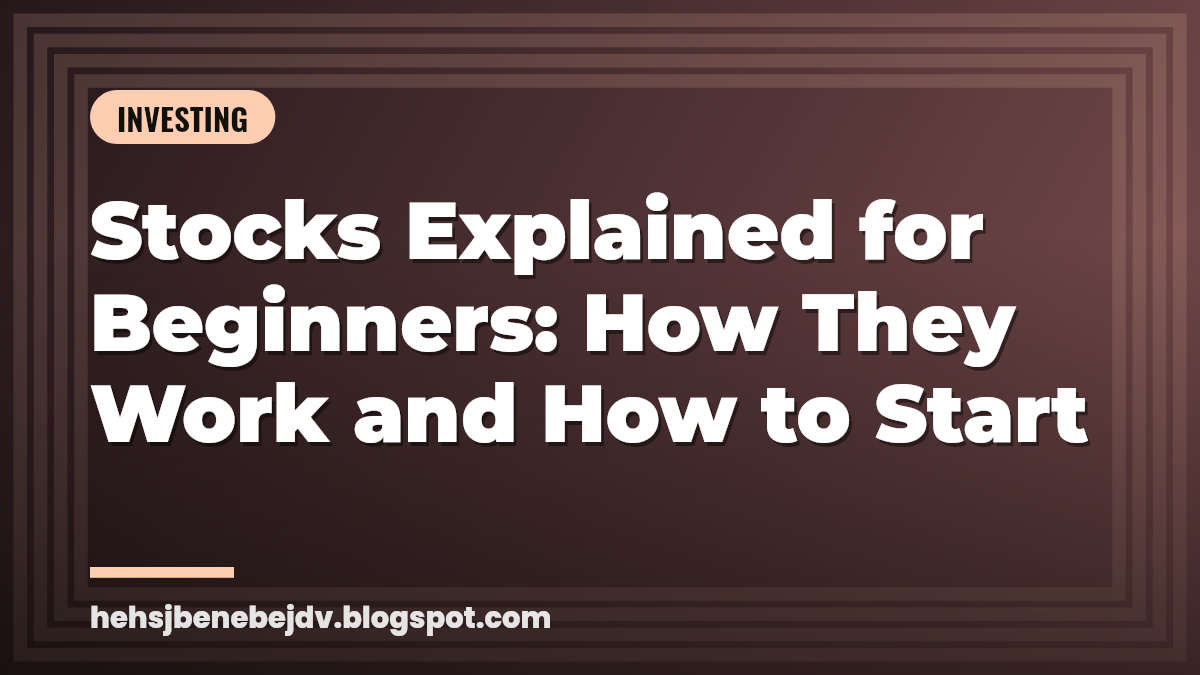 INVESTING
Stocks Explained for
Beginners: How They
Work and How to Start
hehsjbenebejdv.blogspot.com